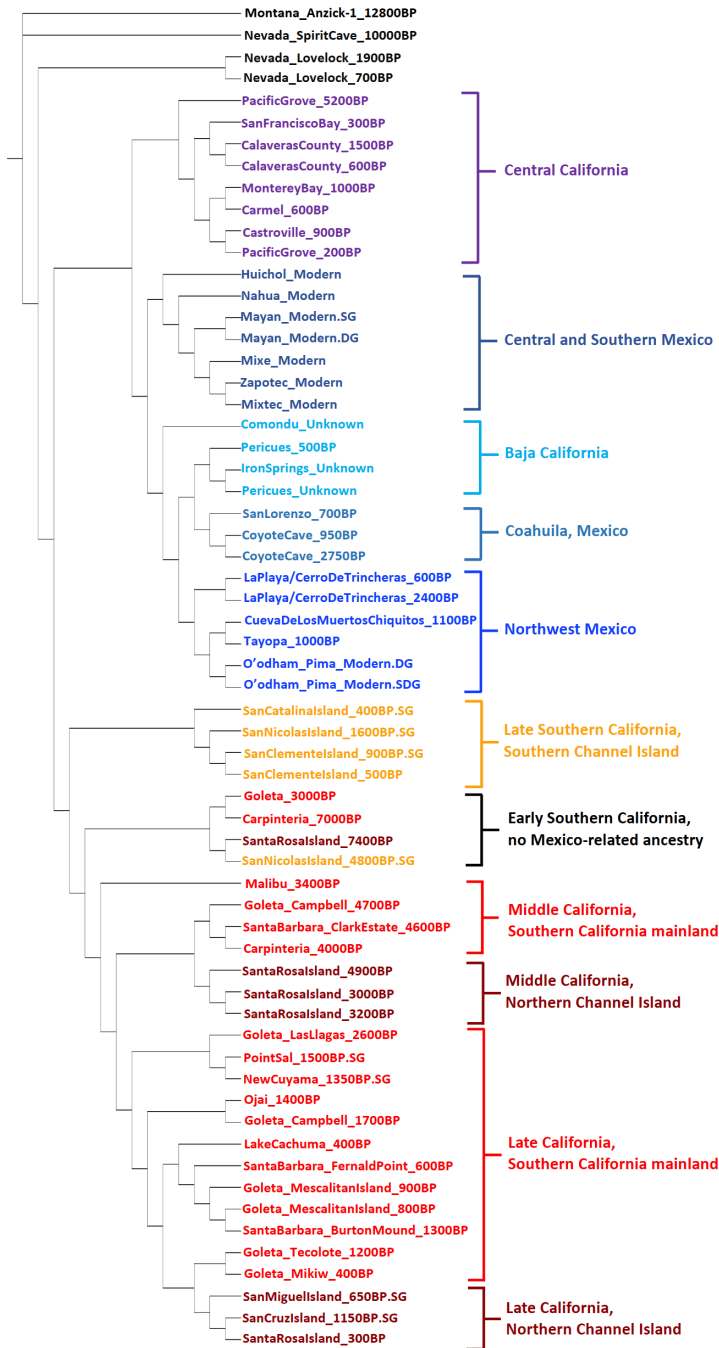 Montana_Anzick-1_12800BP
Nevada_SpiritCave_10000BP
Nevada_Lovelock_1900BP
Nevada_Lovelock_700BP
PacificGrove_5200BP
SanFranciscoBay_300BP
CalaverasCounty_1500BP
CalaverasCounty_600BP
MontereyBay_1000BP
Carmel_600BP
Castroville_900BP
PacificGrove_200BP
Central California
Huichol_Modern
Nahua_Modern
Mayan_Modern.SG
Mayan_Modern.DG
Mixe_Modern
Zapotec_Modern
Mixtec_Modern
Central and Southern Mexico
Comondu_Unknown
Pericues_500BP
IronSprings_Unknown
Pericues_Unknown
Baja California
SanLorenzo_700BP
CoyoteCave_950BP
CoyoteCave_2750BP
Coahuila, Mexico
LaPlaya/CerroDeTrincheras_600BP
LaPlaya/CerroDeTrincheras_2400BP
CuevaDeLosMuertosChiquitos_1100BP
Tayopa_1000BP
O’odham_Pima_Modern.DG
O’odham_Pima_Modern.SDG
Northwest Mexico
SanCatalinaIsland_400BP.SG
SanNicolasIsland_1600BP.SG
SanClementeIsland_900BP.SG
SanClementeIsland_500BP
Late Southern California,
Southern Channel Island
Goleta_3000BP
Carpinteria_7000BP
SantaRosaIsland_7400BP
SanNicolasIsland_4800BP.SG
Early Southern California,
no Mexico-related ancestry
Malibu_3400BP
Goleta_Campbell_4700BP
SantaBarbara_ClarkEstate_4600BP
Carpinteria_4000BP
Middle California,
Southern California mainland
SantaRosaIsland_4900BP
SantaRosaIsland_3000BP
SantaRosaIsland_3200BP
Middle California,
Northern Channel Island
Goleta_LasLlagas_2600BP
PointSal_1500BP.SG
NewCuyama_1350BP.SG
Ojai_1400BP
Goleta_Campbell_1700BP
LakeCachuma_400BP
SantaBarbara_FernaldPoint_600BP
Goleta_MescalitanIsland_900BP
Goleta_MescalitanIsland_800BP
SantaBarbara_BurtonMound_1300BP
Goleta_Tecolote_1200BP
Goleta_Mikiw_400BP
Late California,
Southern California mainland
SanMiguelIsland_650BP.SG
SanCruzIsland_1150BP.SG
SantaRosaIsland_300BP
Late California,
Northern Channel Island